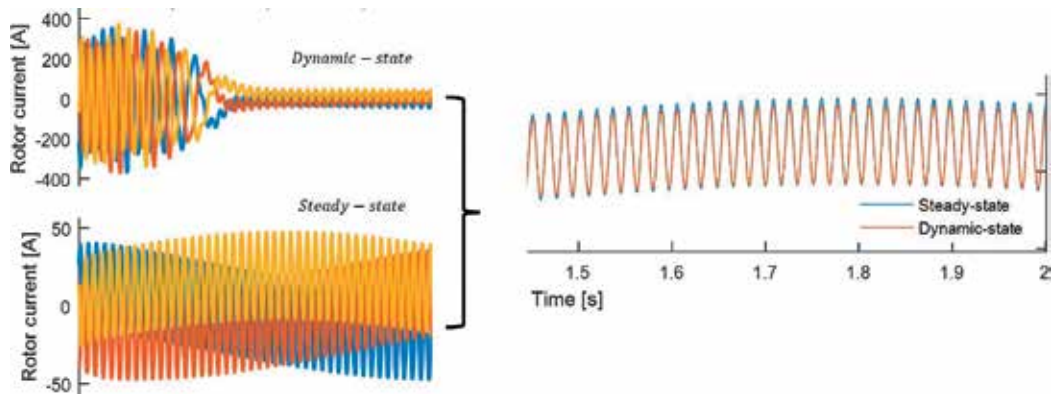 Rotor current [A]
400
200
0
-200
-400
Dynamic – state
Rotor current [A]
50
0
-50
Steady – state
Steady-state
Dynamic-state
1.5 1.6 1.7 1.8 1.9
Time [s]